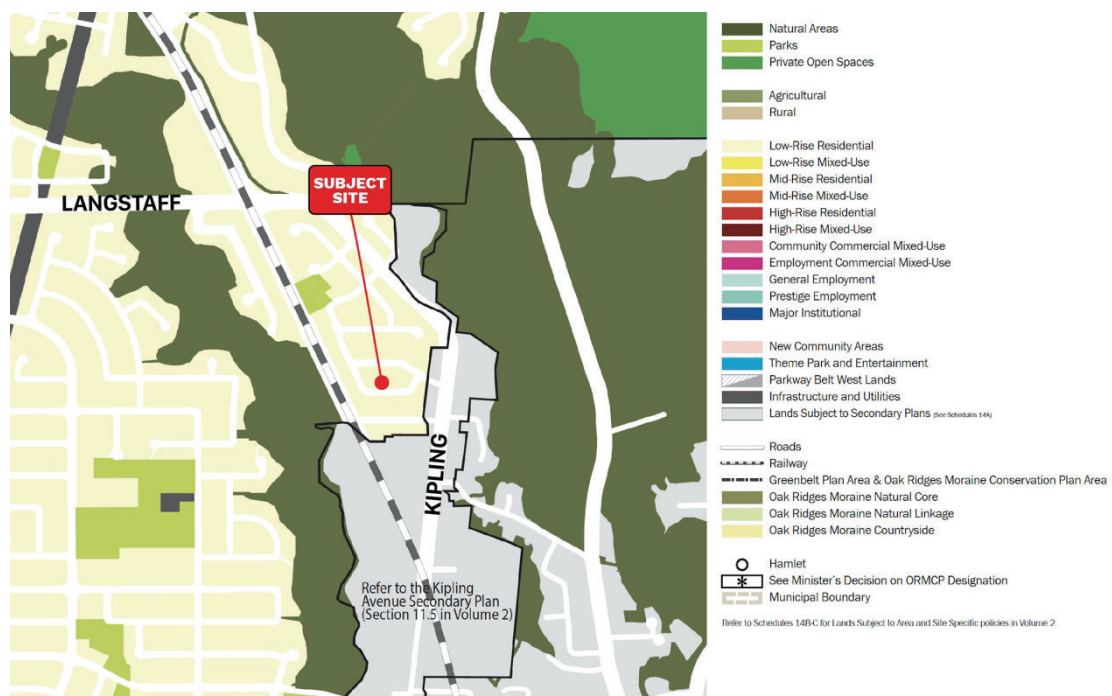 LANGSTAFF
SUBJECT
SITE
KIPLING
Refer to the Kipling
Avenue Secondary Plan
(Section 11.5 in Volume 2)
Natural Areas
Parks
Private Open Spaces
Agricultural
Rural
Low-Rise Residential
Low-Rise Mixed-Use
Mid-Rise Residential
Mid-Rise Mixed-Use
High-Rise Residential
High-Rise Mixed-Use
Community Commercial Mixed-Use
Employment Commercial Mixed-Use
General Employment
Prestige Employment
Major Institutional
New Community Areas
Theme Park and Entertainment
Parkway Belt West Lands
Infrastructure and Utilities
Lands Subject to Secondary Plans (See Schedules 14A)
Roads
Railway
Greenbelt Plan Area & Oak Ridges Moraine Conservation Plan Area
Oak Ridges Moraine Natural Core
Oak Ridges Moraine Natural Linkage
Oak Ridges Moraine Countryside
Hamlet
See Minister's Decision on ORMCP Designation
Municipal Boundary
Refer to Schedules 14B-C for Lands Subject to Area and Site Specific policies in Volume 2